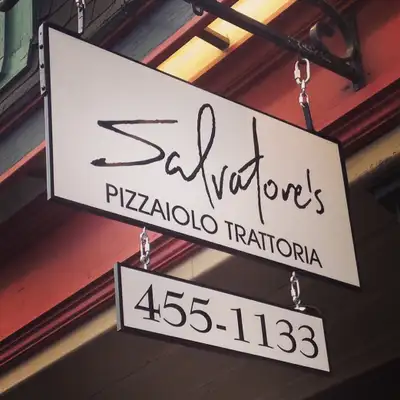 Salvatore's
PIZZAIOLO TRATTORIA
455-1133